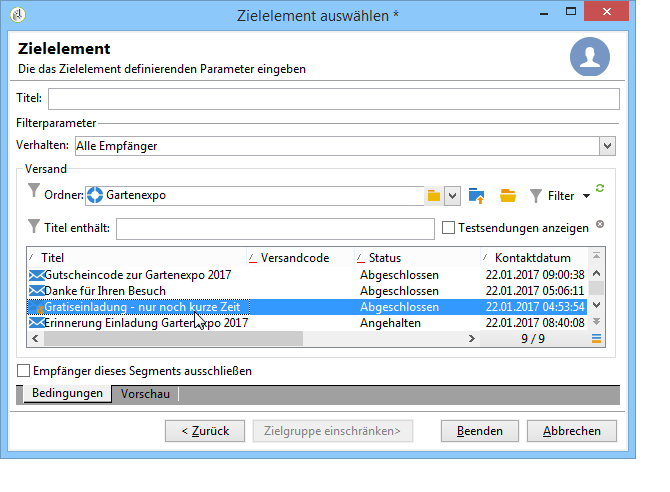 Zielelement auswählen *
Zielelement
Die das Zielelement definierenden Parameter eingeben
Titel:
Filterparameter
Verhalten: Alle Empfänger
Versand
Ordner: Gartenexpo Filter
Titel enthält: Testsendungen anzeigen
Titel Versandcode Status Kontaktdatum
Gutscheincode zur Gartenexpo 2017 Abgeschlossen 22.01.2017 09:00:38
Danke für Ihren Besuch Abgeschlossen 22.01.2017 05:06:11
Gratiseinladung - nur noch kurze Zeit Abgeschlossen 22.01.2017 04:53:54
Erinnerung Einladung Gartenexpo 2017 Angehalten 22.01.2017 08:40:08
9 / 9
Empfänger dieses Segments ausschließen
Bedingungen Vorschau
< Zurück Zielgruppe einschränken> Beenden Abbrechen